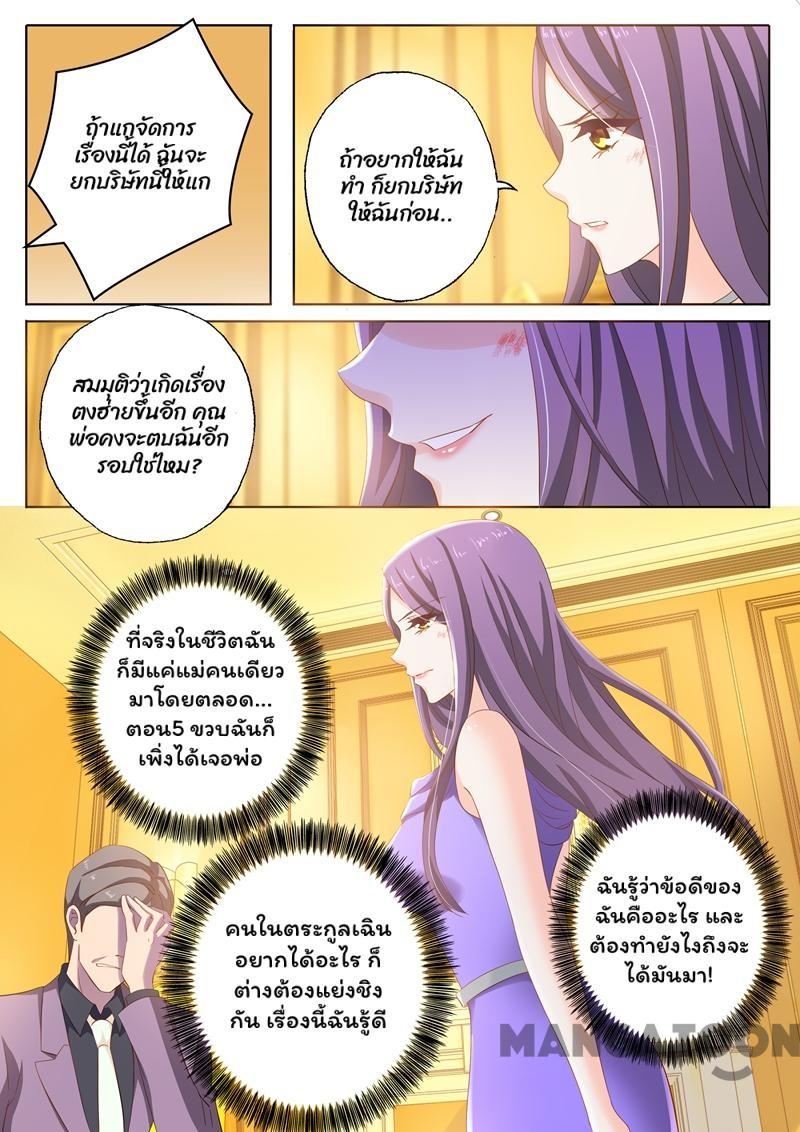 ถ้าแกจัดการ
เรื่องนี้ได้ ฉันจะ
ยกบริษัทนี้ให้แก
ถ้าอยากให้ฉัน
ทำ ก็ยกบริษัท
ให้ฉันก่อน..
สมมุติว่าเกิดเรื่อง
ตงฮ่ายขึ้นอีก คุณ
พ่อคงจะตบฉันอีก
รอบใช่ไหม?
ที่จริงในชีวิตฉัน
ก็มีแค่แม่คนเดียว
มาโดยตลอด...
ตอน5 ขวบฉันก็
เพิ่งได้เจอพ่อ
คนในตระกูลเฉิน
อยากได้อะไร ก็
ต่างต้องแย่งชิง
กัน เรื่องนี้ฉันรู้ดี
ฉันรู้ว่าข้อดีของ
ฉันคืออะไร และ
ต้องทำยังไงถึงจะ
ได้มันมา!
MANGATOON